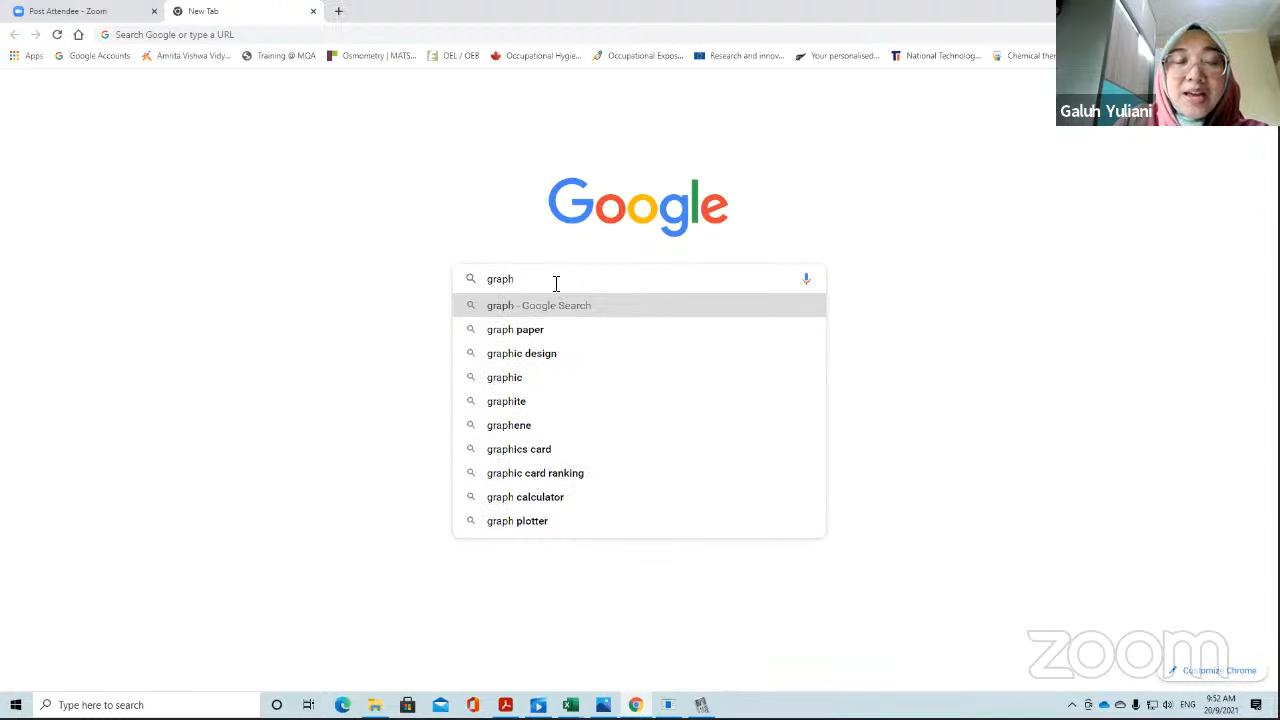 Post Attendee - Zoom
New Tab
Search Google or type a URL
Apps
Google Accounts
Amrita Vishwa Vidy...
Training @ MQA
Osmometry | MATS...
OEL / OEB
Occupational Hygie...
Occupational Expos...
Research and innov...
Your personalised...
National Technolog...
Chemical ther
Galuh Yuliani
Google
graph
graph - Google Search
graph paper
graphic design
graphic
graphite
graphene
graphics card
graphic card ranking
graph calculator
graph plotter
zoom
Customize Chrome
Type here to search
ENG
9:52 AM
20/9/2021